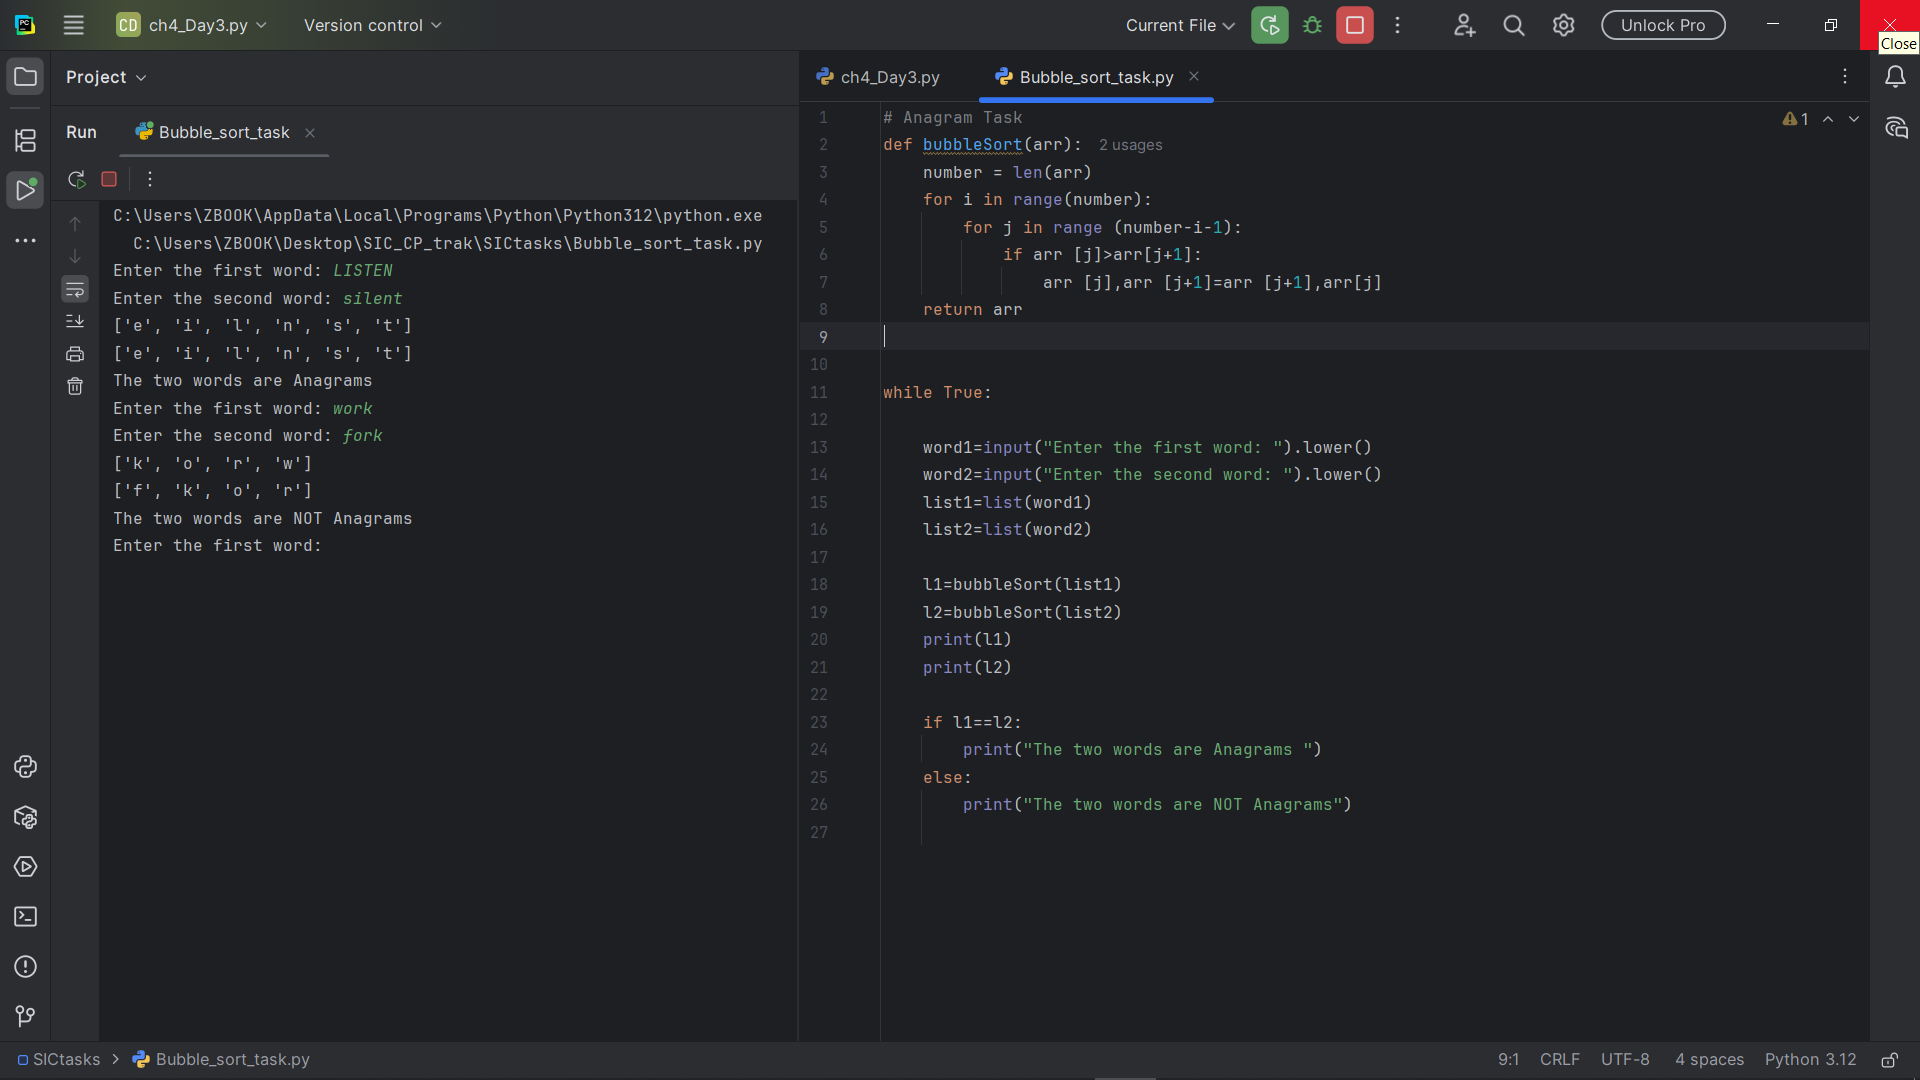 CD ch4_Day3.py Version control Current File Unlock Pro
Close
Project
ch4_Day3.py Bubble_sort_task.py
Run Bubble_sort_task
C:\Users\ZBOOK\AppData\Local\Programs\Python\Python312\python.exe
C:\Users\ZBOOK\Desktop\SIC_CP_trak\SICtasks\Bubble_sort_task.py
Enter the first word: LISTEN
Enter the second word: silent
['e', 'i', 'l', 'n', 's', 't']
['e', 'i', 'l', 'n', 's', 't']
The two words are Anagrams
Enter the first word: work
Enter the second word: fork
['k', 'o', 'r', 'w']
['f', 'k', 'o', 'r']
The two words are NOT Anagrams
Enter the first word:
1 # Anagram Task 1
2 def bubbleSort(arr): 2 usages
3 number = len(arr)
4 for i in range(number):
5 for j in range (number-i-1):
6 if arr [j]>arr[j+1]:
7 arr [j],arr [j+1]=arr [j+1],arr[j]
8 return arr
9
10
11 while True:
12
13 word1=input("Enter the first word: ").lower()
14 word2=input("Enter the second word: ").lower()
15 list1=list(word1)
16 list2=list(word2)
17
18 l1=bubbleSort(list1)
19 l2=bubbleSort(list2)
20 print(l1)
21 print(l2)
22
23 if l1==l2:
24 print("The two words are Anagrams ")
25 else:
26 print("The two words are NOT Anagrams")
27
SICtasks > Bubble_sort_task.py 9:1 CRLF UTF-8 4 spaces Python 3.12